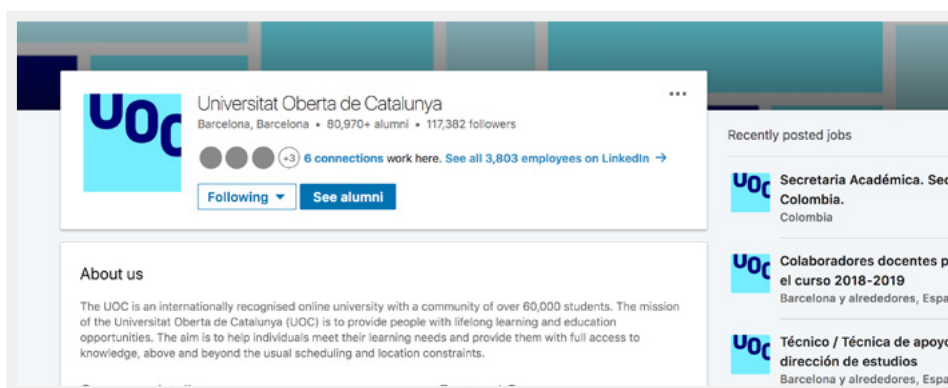 UOC
Universitat Oberta de Catalunya
Barcelona, Barcelona • 80,970+ alumni • 117,382 followers
+3 6 connections work here. See all 3,803 employees on LinkedIn →
Following See alumni
About us
The UOC is an internationally recognised online university with a community of over 60,000 students. The mission
of the Universitat Oberta de Catalunya (UOC) is to provide people with lifelong learning and education
opportunities. The aim is to help individuals meet their learning needs and provide them with full access to
knowledge, above and beyond the usual scheduling and location constraints.
Recently posted jobs
UOC
Secretaria Académica. Sec
Colombia.
Colombia
UOC
Colaboradores docentes p
el curso 2018-2019
Barcelona y alrededores, Espa
UOC
Técnico / Técnica de apoyo
dirección de estudios
Barcelona y alrededores, Espa